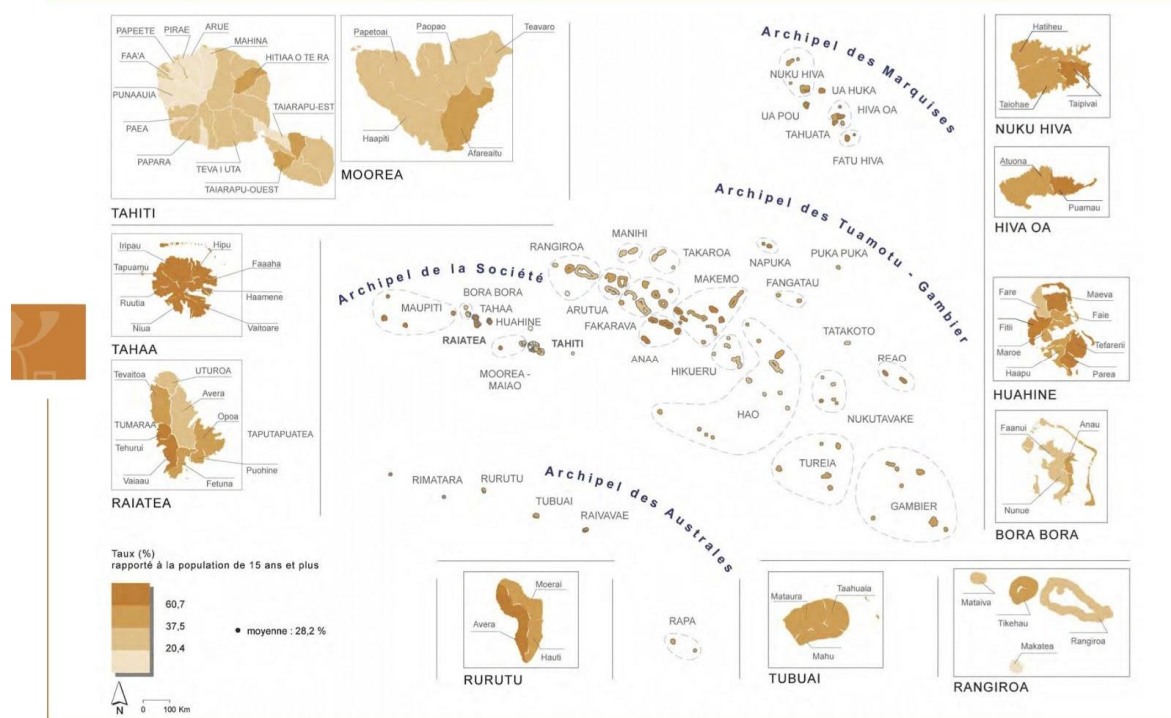 PAPEETE
PIRAE
ARUE
MAHINA
FAA'A
HITIAA O TE RA
PUNAAUIA
TAIARAPU-EST
PAEA
PAPARA
TEVA I UTA
TAIARAPU-OUEST
TAHITI
Papetoai
Paopao
Teavaro
Haapiti
Afareaitu
MOOREA
Archipel des Marquises
NUKU HIVA
UA HUKA
HIVA OA
UA POU
TAHUATA
FATU HIVA
Hatiheu
Taiohae
Taipivai
NUKU HIVA
Atuona
Puamau
HIVA OA
Iripau
Hipu
Tapuamu
Faaaha
Ruutia
Haamene
Niua
Vaitoare
TAHAA
Archipel de la Société
MAUPITI
BORA BORA
TAHAA
HUAHINE
RAIATEA
TAHITI
MOOREA -
MAIAO
Archipel des Tuamotu - Gambier
MANIHI
RANGIROA
TAKAROA
NAPUKA
PUKA PUKA
MAKEMO
FANGATAU
ARUTUA
FAKARAVA
TATAKOTO
ANAA
HIKUERU
REAO
HAO
NUKUTAVAKE
TUREIA
GAMBIER
Fare
Maeva
Fitii
Faie
Maroe
Tefarerii
Haapu
Parea
HUAHINE
Tevaitoa
UTUROA
Avera
Opoa
TUMARAA
TAPUTAPUATEA
Tehurui
Puohine
Vaiaau
Fetuna
RAIATEA
Faanui
Anau
Nunue
BORA BORA
Archipel des Australes
RIMATARA
RURUTU
TUBUAI
RAIVAVAE
RAPA
Taux (%)
rapporté à la population de 15 ans et plus
60,7
37,5
20,4
• moyenne : 28,2 %
N
0 100 Km
Moerai
Avera
Hauti
RURUTU
Mataura
Taahuaia
Mahu
TUBUAI
Mataiva
Tikehau
Rangiroa
Makatea
RANGIROA